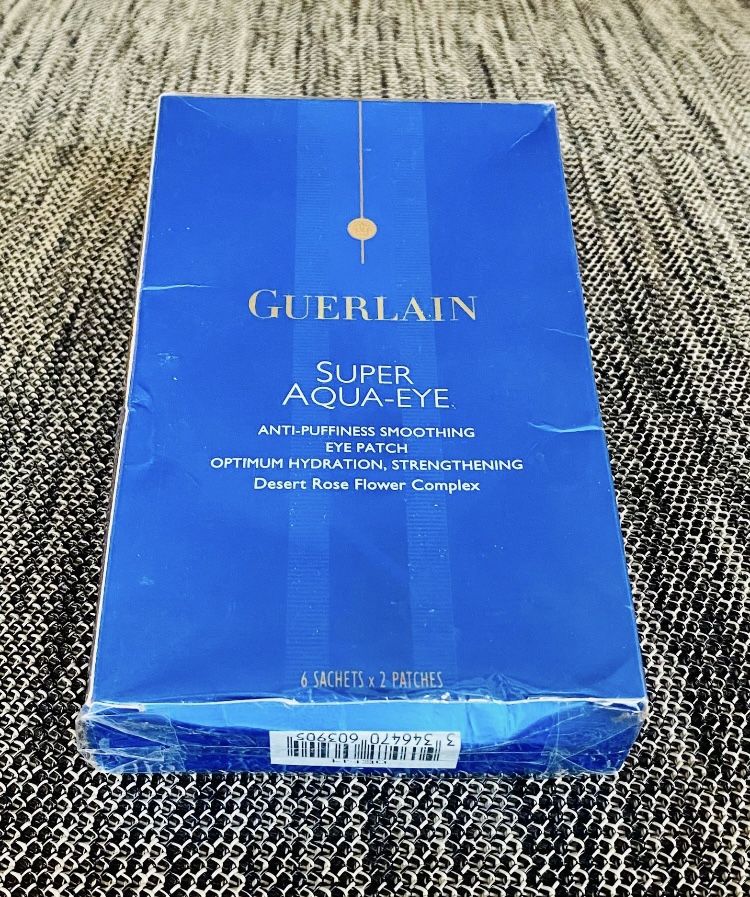 GUERLAIN
SUPER
AQUA-EYE
ANTI-PUFFINESS SMOOTHING
EYE PATCH
OPTIMUM HYDRATION, STRENGTHENING
Desert Rose Flower Complex
6 SACHETS x 2 PATCHES
3 346470 603905